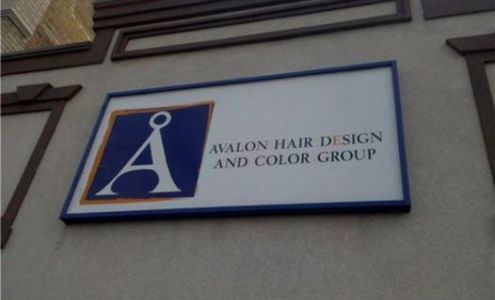 Å
AVALON HAIR DESIGN
AND COLOR GROUP